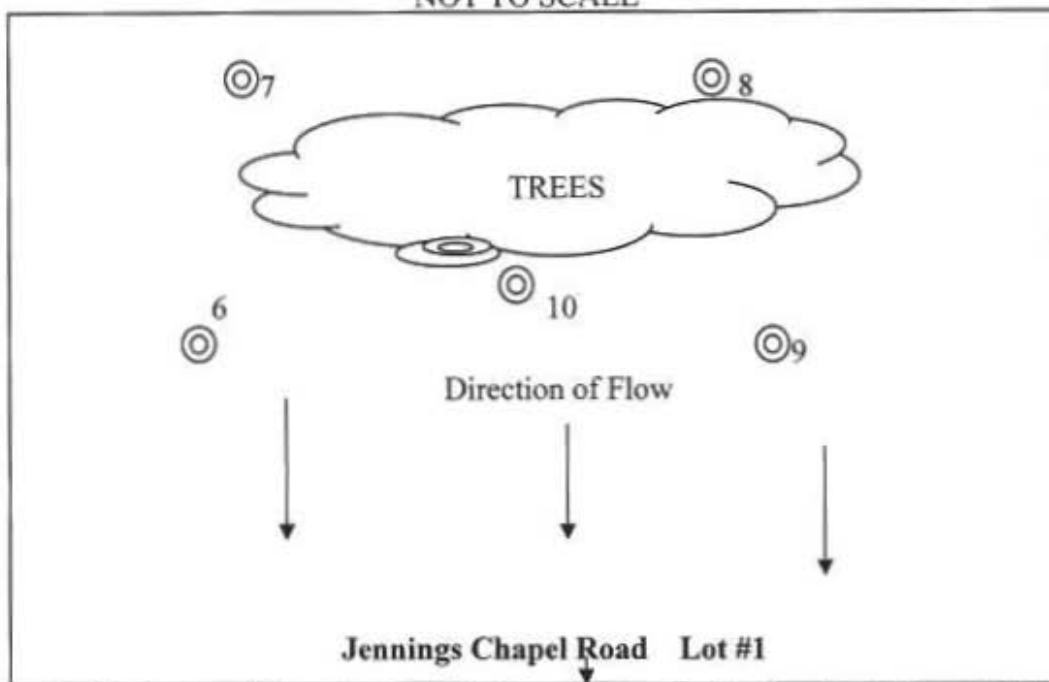 NOT TO SCALE
7
8
TREES
6
10
9
Direction of Flow
Jennings Chapel Road Lot #1